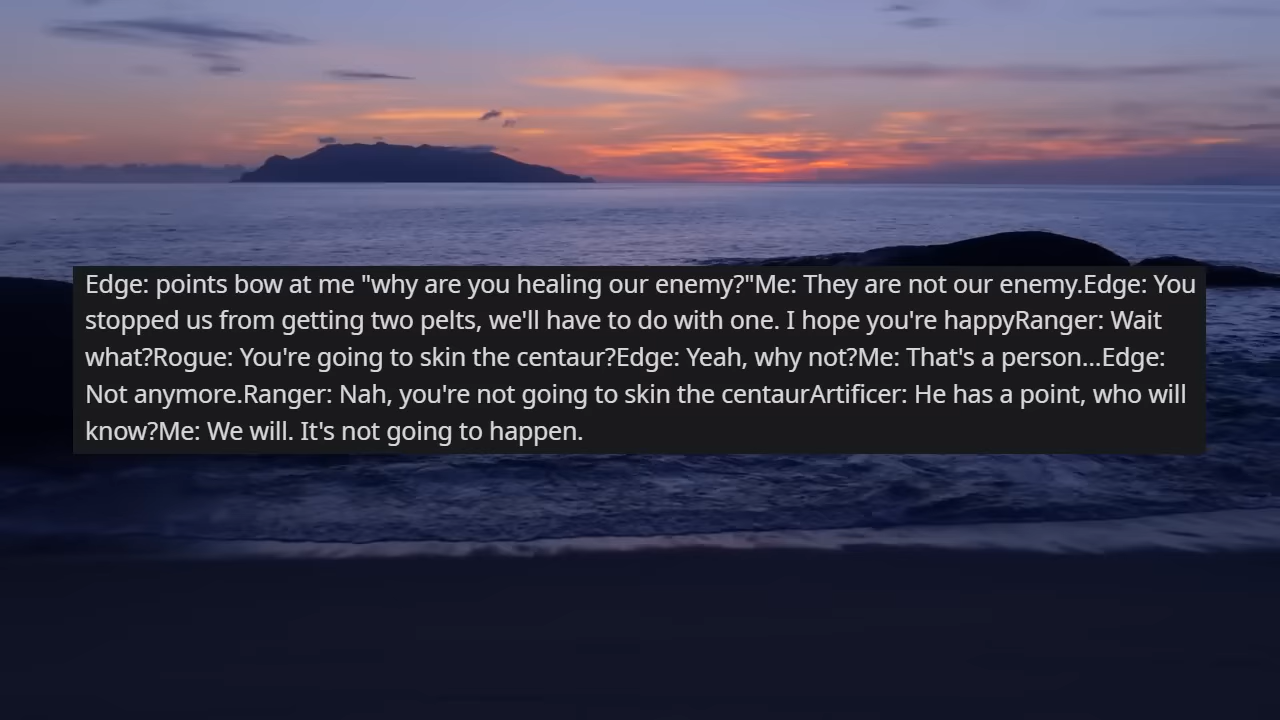 Edge: points bow at me "why are you healing our enemy?"Me: They are not our enemy.Edge: You
stopped us from getting two pelts, we'll have to do with one. I hope you're happyRanger: Wait
what?Rogue: You're going to skin the centaur?Edge: Yeah, why not?Me: That's a person...Edge:
Not anymore.Ranger: Nah, you're not going to skin the centaurArtificer: He has a point, who will
know?Me: We will. It's not going to happen.